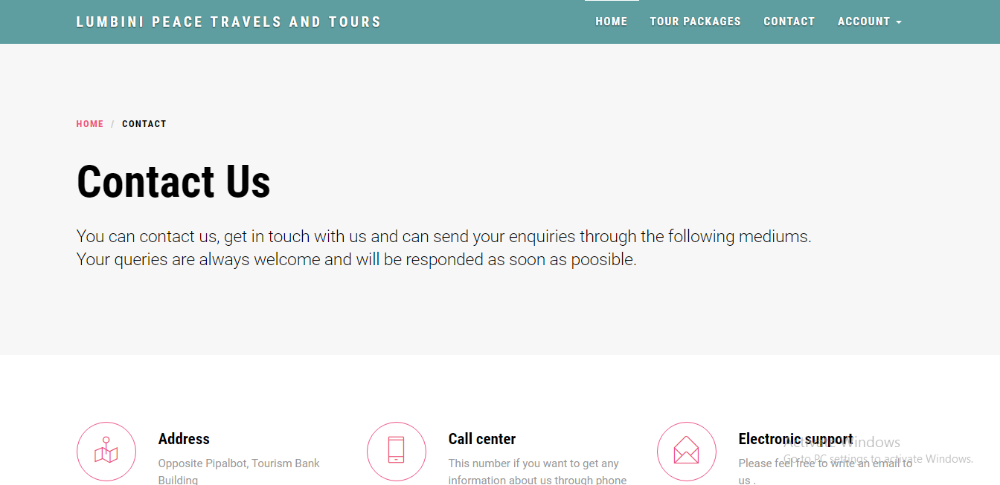 LUMBINI PEACE TRAVELS AND TOURS
HOME TOUR PACKAGES CONTACT ACCOUNT
HOME / CONTACT
Contact Us
You can contact us, get in touch with us and can send your enquiries through the following mediums.
Your queries are always welcome and will be responded as soon as poosible.
Address
Opposite Pipalbot, Tourism Bank
Building
Call center
This number if you want to get any
information about us through phone
Electronic support
Please feel free to write an email to
us .
Activate Windows
Go to PC settings to activate Windows.